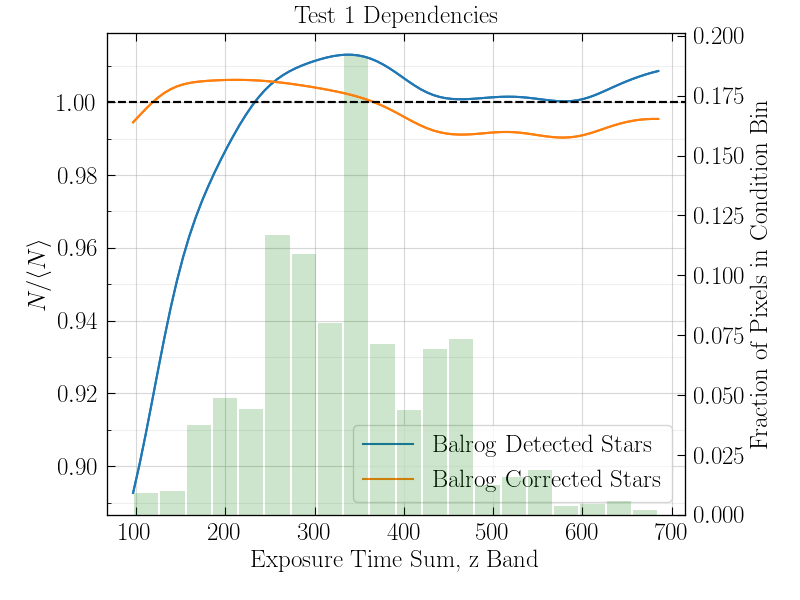 Test 1 Dependencies
N/⟨N⟩
1.00
0.98
0.96
0.94
0.92
0.90
0.200
0.175
0.150
0.125
0.100
0.075
0.050
0.025
0.000
Fraction of Pixels in Condition Bin
Balrog Detected Stars
Balrog Corrected Stars
100 200 300 400 500 600 700
Exposure Time Sum, z Band